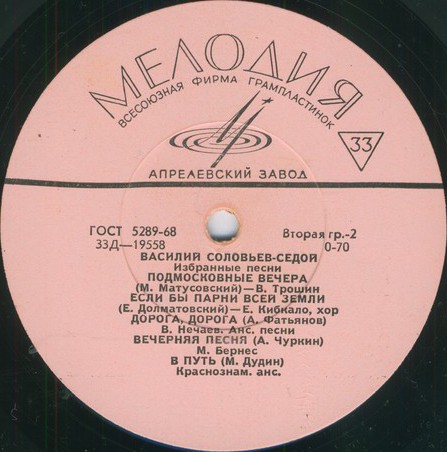 МЕЛОДИЯ
ВСЕСОЮЗНАЯ ФИРМА ГРАМПЛАСТИНОК
33
АПРЕЛЕВСКИЙ ЗАВОД
ГОСТ 5289-68 Вторая гр.-2
33Д—19558 0-70
ВАСИЛИЙ СОЛОВЬЕВ-СЕДОЙ
Избранные песни
ПОДМОСКОВНЫЕ ВЕЧЕРА
(М. Матусовский)—В. Трошин
ЕСЛИ БЫ ПАРНИ ВСЕЙ ЗЕМЛИ
(Е. Долматовский)—Е. Кибкало, хор
ДОРОГА, ДОРОГА (А. Фатьянов)
В. Нечаев. Анс. песни
ВЕЧЕРНЯЯ ПЕСНЯ (А. Чуркин)
М. Бернес
В ПУТЬ (М. Дудин)
Краснознам. анс.